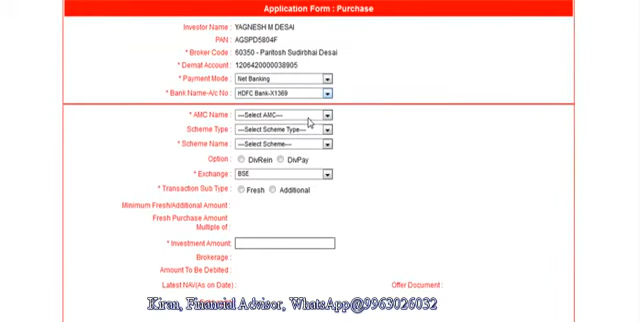 Application Form : Purchase
Investor Name : YAGNESH M DESAI
PAN : AGSPD5804F
* Broker Code : 60350 - Paritosh Sudirbhai Desai
* Demat Account : 1206420000038905
* Payment Mode : Net Banking
* Bank Name-A/c No : HDFC Bank-X1369
* AMC Name : ---Select AMC---
Scheme Type : ---Select Scheme Type---
* Scheme Name : ---Select Scheme---
Option : DivRein DivPay
* Exchange : BSE
* Transaction Sub Type : Fresh Additional
Minimum Fresh/Additional Amount :
Fresh Purchase Amount
Multiple of :
* Investment Amount:
Brokerage :
Amount To Be Debited :
Latest NAV(As on Date) : Offer Document :
Kiran, Financial Advisor, WhatsApp@9963026032